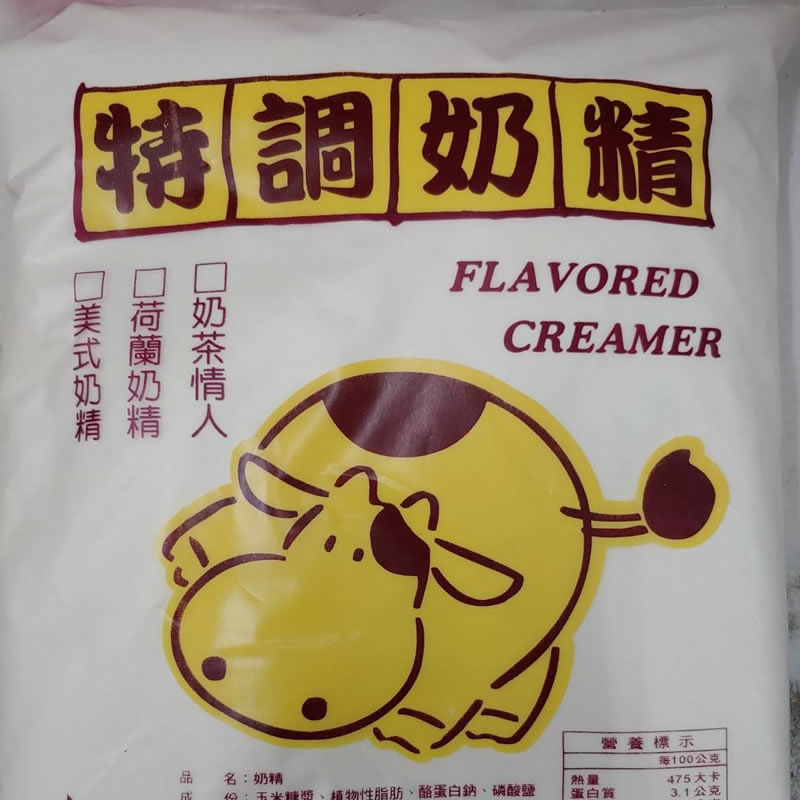 特調奶精
FLAVORED
CREAMER
□奶茶情人
□荷蘭奶精
□美式奶精
營養標示
每100公克
熱量 475大卡
蛋白質 3.1公克
品 名：奶精
成 份：玉米糖漿、植物性脂肪、酪蛋白鈉、磷酸鹽